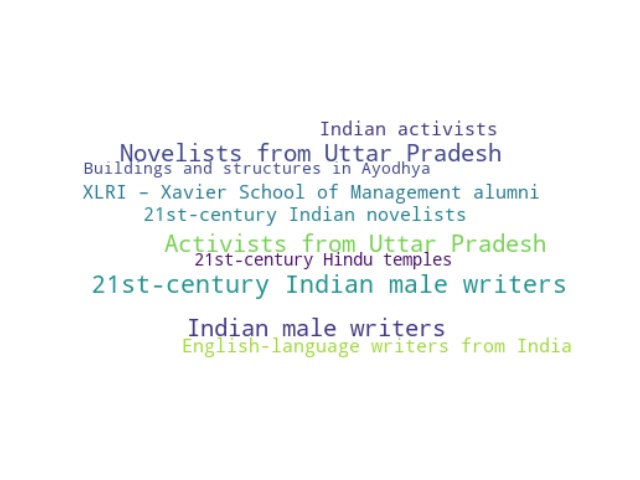 Indian activists
Novelists from Uttar Pradesh
Buildings and structures in Ayodhya
XLRI – Xavier School of Management alumni
21st-century Indian novelists
Activists from Uttar Pradesh
21st-century Hindu temples
21st-century Indian male writers
Indian male writers
English-language writers from India